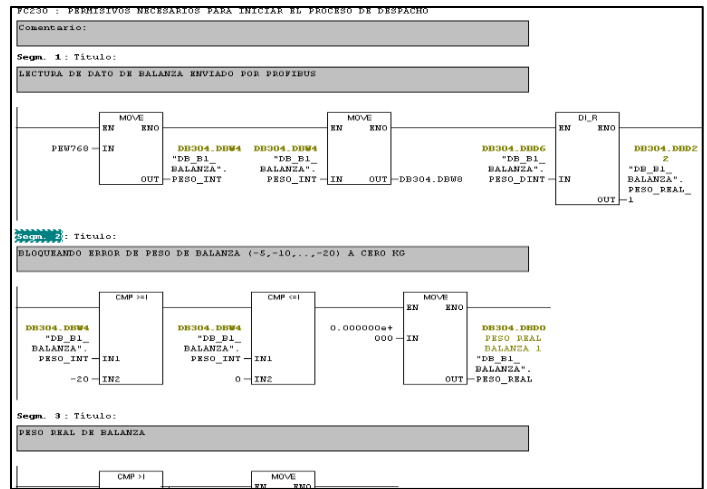 FC230 : PERMISIVOS NECESARIOS PARA INICIAR EL PROCESO DE DESPACHO
Comentario:
Segm. 1: Título:
LECTURA DE DATO DE BALANZA ENVIADO POR PROFIBUS
MOVE MOVE DI_R
EN ENO EN ENO EN ENO
PEW768 IN DB304.DBW4 DB304.DBW4 DB304.DBD6 DB304.DBD2
"DB_B1_ "DB_B1_ "DB_B1_ 2
BALANZA". BALANZA". BALANZA". "DB_B1_
OUT PESO_INT PESO_INT IN OUT DB304.DBW8 PESO_DINT IN BALANZA".
PESO_REAL_
OUT 1
Segm. 2: Título:
BLOQUEANDO ERROR DE PESO DE BALANZA (-5,-10,..,-20) A CERO KG
CMP >=I CMP <=I MOVE
EN ENO
DB304.DBW4 DB304.DBW4 0.000000e+ DB304.DBD0
"DB_B1_ "DB_B1_ 000 IN PESO REAL
BALANZA". BALANZA". BALANZA 1
PESO_INT IN1 PESO_INT IN1 "DB_B1_
BALANZA".
-20 IN2 0 IN2 OUT PESO_REAL
Segm. 3: Título:
PESO REAL DE BALANZA
CMP >I MOVE
EN ENO